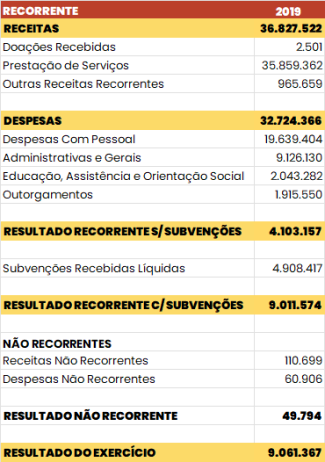 RECORRENTE 2019
RECEITAS 36.827.522
Doações Recebidas 2.501
Prestação de Serviços 35.859.362
Outras Receitas Recorrentes 965.659
DESPESAS 32.724.366
Despesas Com Pessoal 19.639.404
Administrativas e Gerais 9.126.130
Educação, Assistência e Orientação Social 2.043.282
Outorgamentos 1.915.550
RESULTADO RECORRENTE S/ SUBVENÇÕES 4.103.157
Subvenções Recebidas Líquidas 4.908.417
RESULTADO RECORRENTE C/ SUBVENÇÕES 9.011.574
NÃO RECORRENTES
Receitas Não Recorrentes 110.699
Despesas Não Recorrentes 60.906
RESULTADO NÃO RECORRENTE 49.794
RESULTADO DO EXERCÍCIO 9.061.367